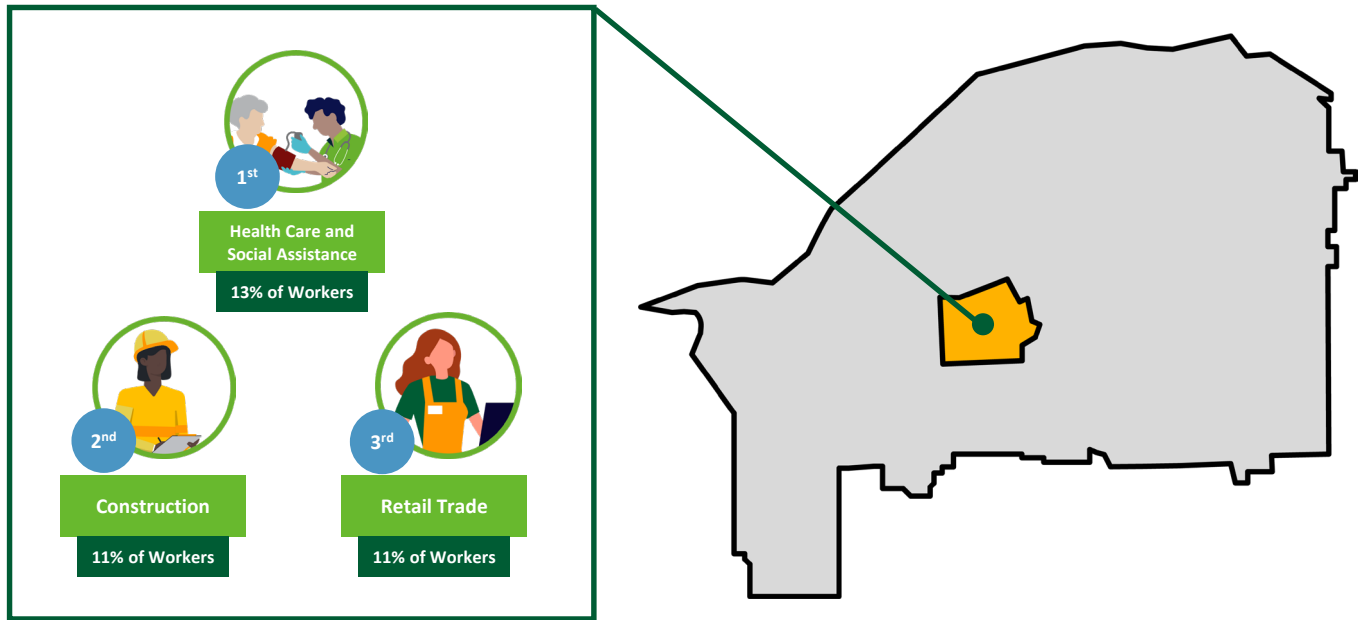 1st
Health Care and
Social Assistance
13% of Workers
2nd
Construction
11% of Workers
3rd
Retail Trade
11% of Workers